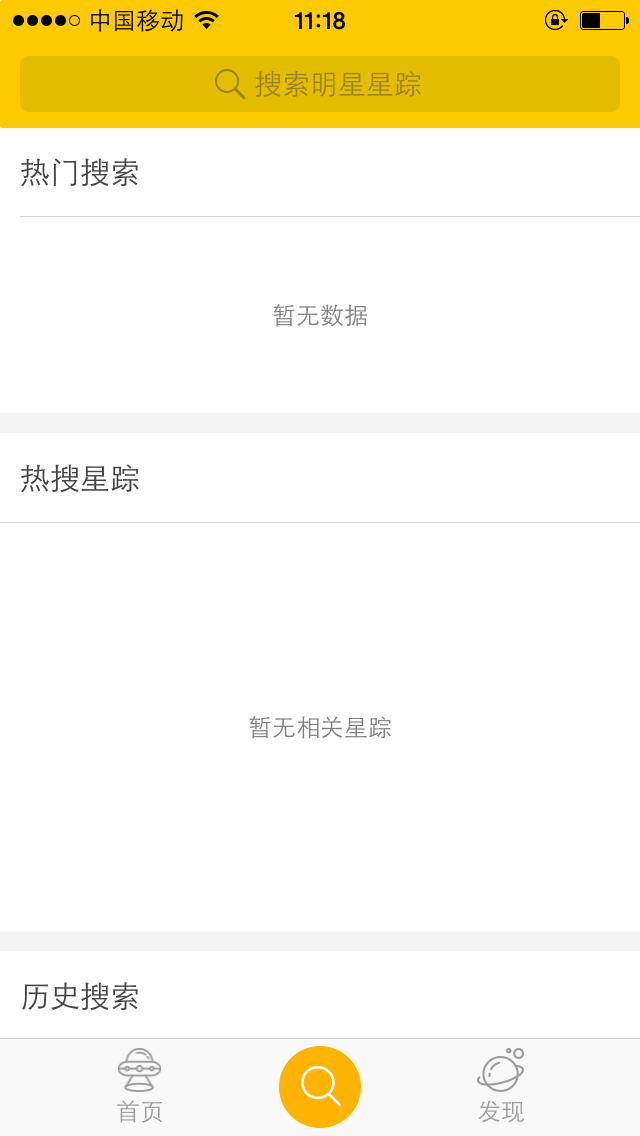 中国移动 11:18
搜索明星星踪
热门搜索
暂无数据
热搜星踪
暂无相关星踪
历史搜索
首页 发现